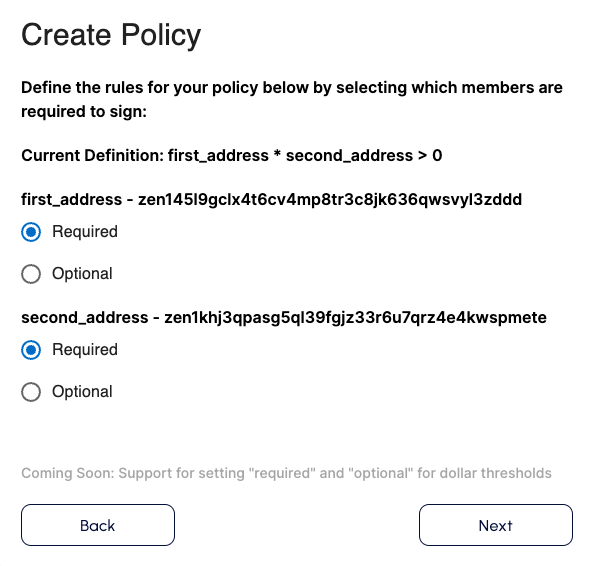 Create Policy
Define the rules for your policy below by selecting which members are
required to sign:
Current Definition: first_address * second_address > 0
first_address - zen145l9gclx4t6cv4mp8tr3c8jk636qwsvyl3zddd
Required
Optional
second_address - zen1khj3qpasg5ql39fgjz33r6u7qrz4e4kwspmete
Required
Optional
Coming Soon: Support for setting "required" and "optional" for dollar thresholds
Back
Next